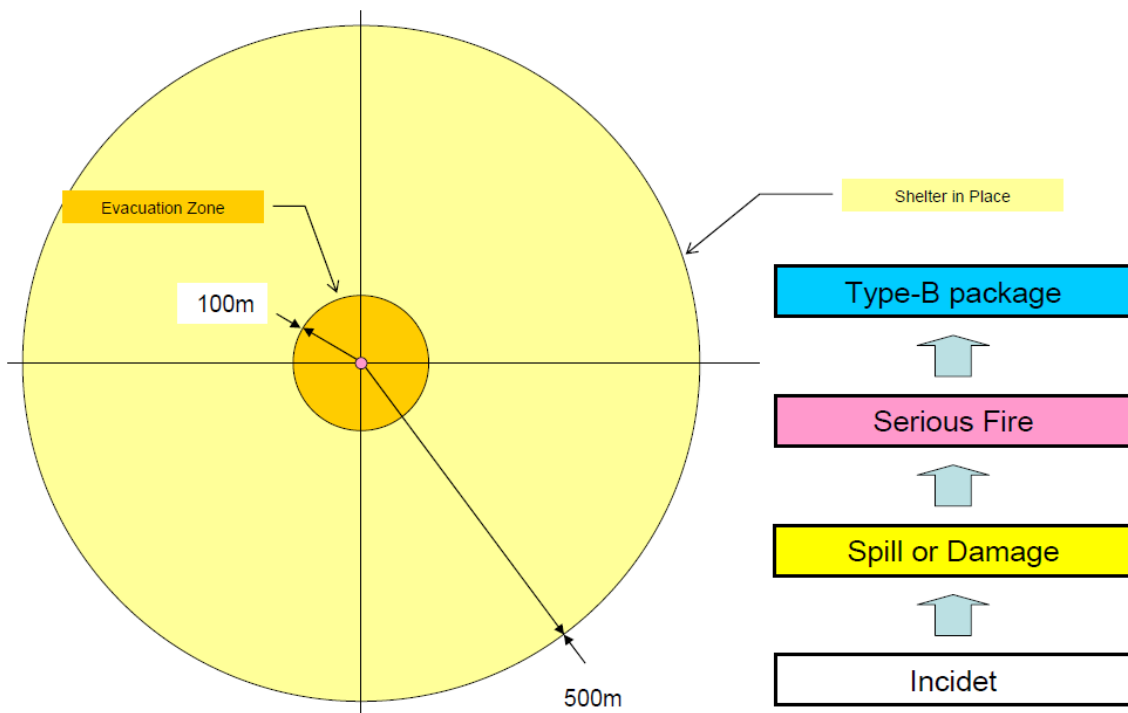 Evacuation Zone
Shelter in Place
100m
500m
Type-B package
Serious Fire
Spill or Damage
Incidet